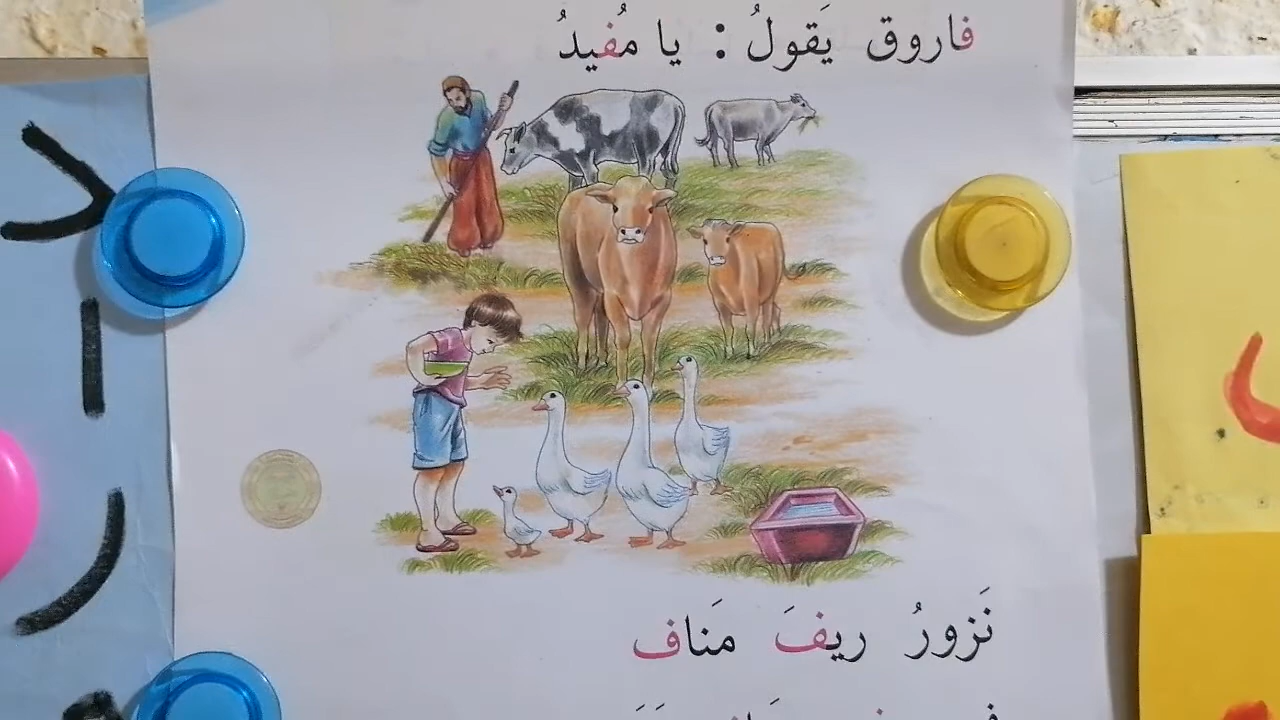 فاروق يَقولُ : يا مُفيدُ
نَزورُ ريفَ مَناف
د
ا
ر